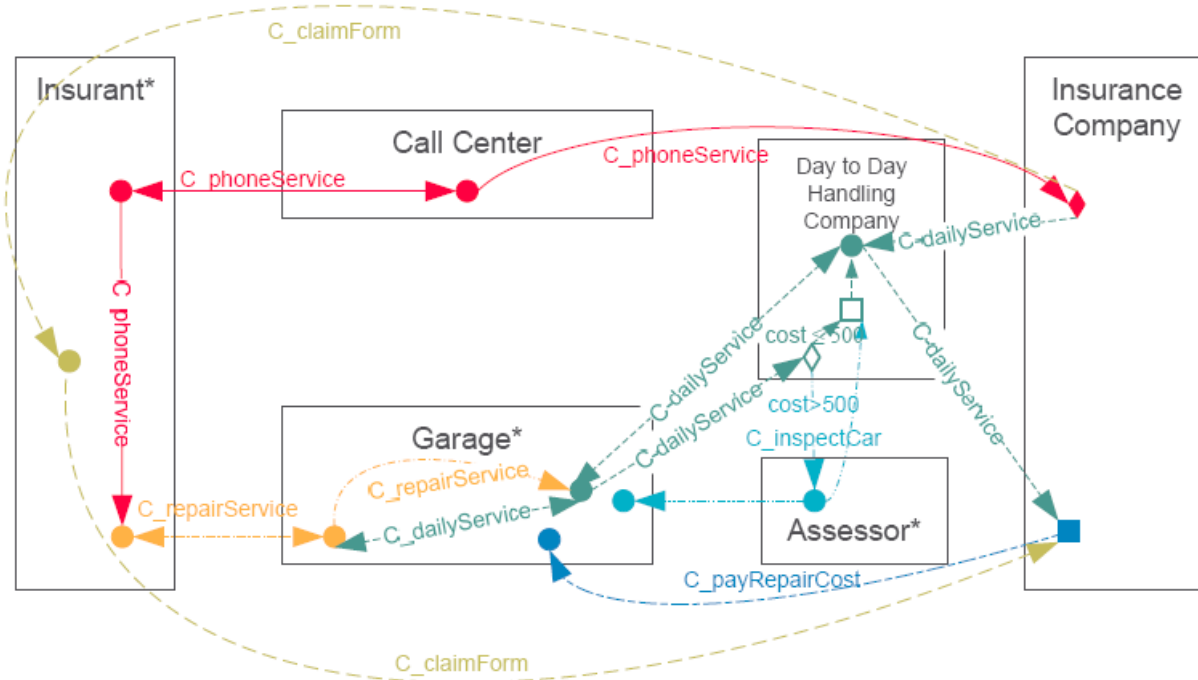 C_claimForm
Insurant*
Insurance
Company
Call Center
C_phoneService
Day to Day
Handling
Company
C_phoneService
C-dailyService
C_phoneService
cost ≤ 500
C-dailyService
C-dailyService
C-dailyService
cost>500
Garage*
C_inspectCar
C_repairService
C_repairService
C_dailyService
Assessor*
C_payRepairCost
C_claimForm